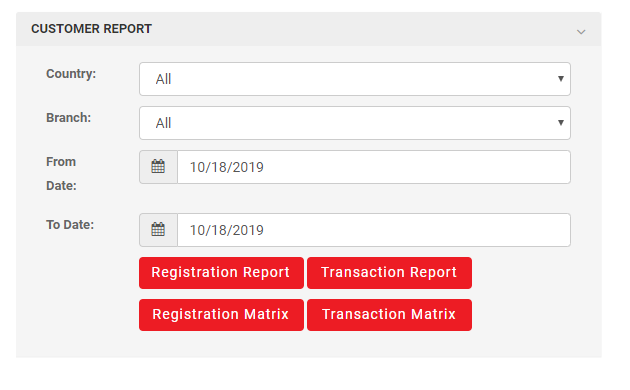 CUSTOMER REPORT
Country:
All
Branch:
All
From
Date:
10/18/2019
To Date:
10/18/2019
Registration Report
Transaction Report
Registration Matrix
Transaction Matrix